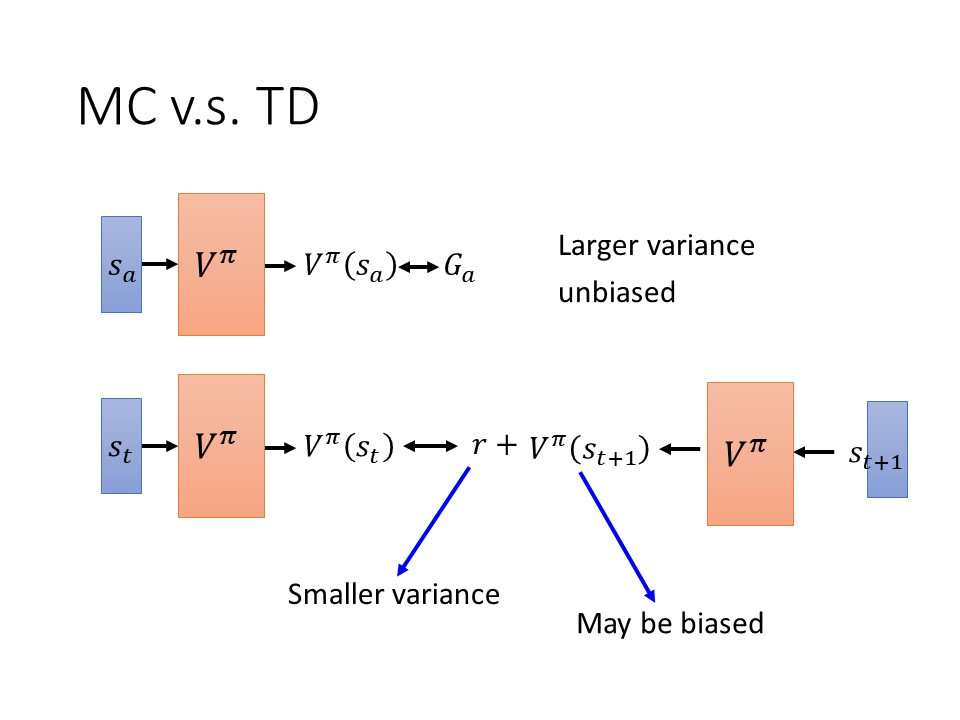 MC v.s. TD
$s_a$ $V^\pi$ $V^\pi(s_a)$ $G_a$
Larger variance
unbiased
$s_t$ $V^\pi$ $V^\pi(s_t)$ $r + V^\pi(s_{t+1})$ $V^\pi$ $s_{t+1}$
Smaller variance
May be biased